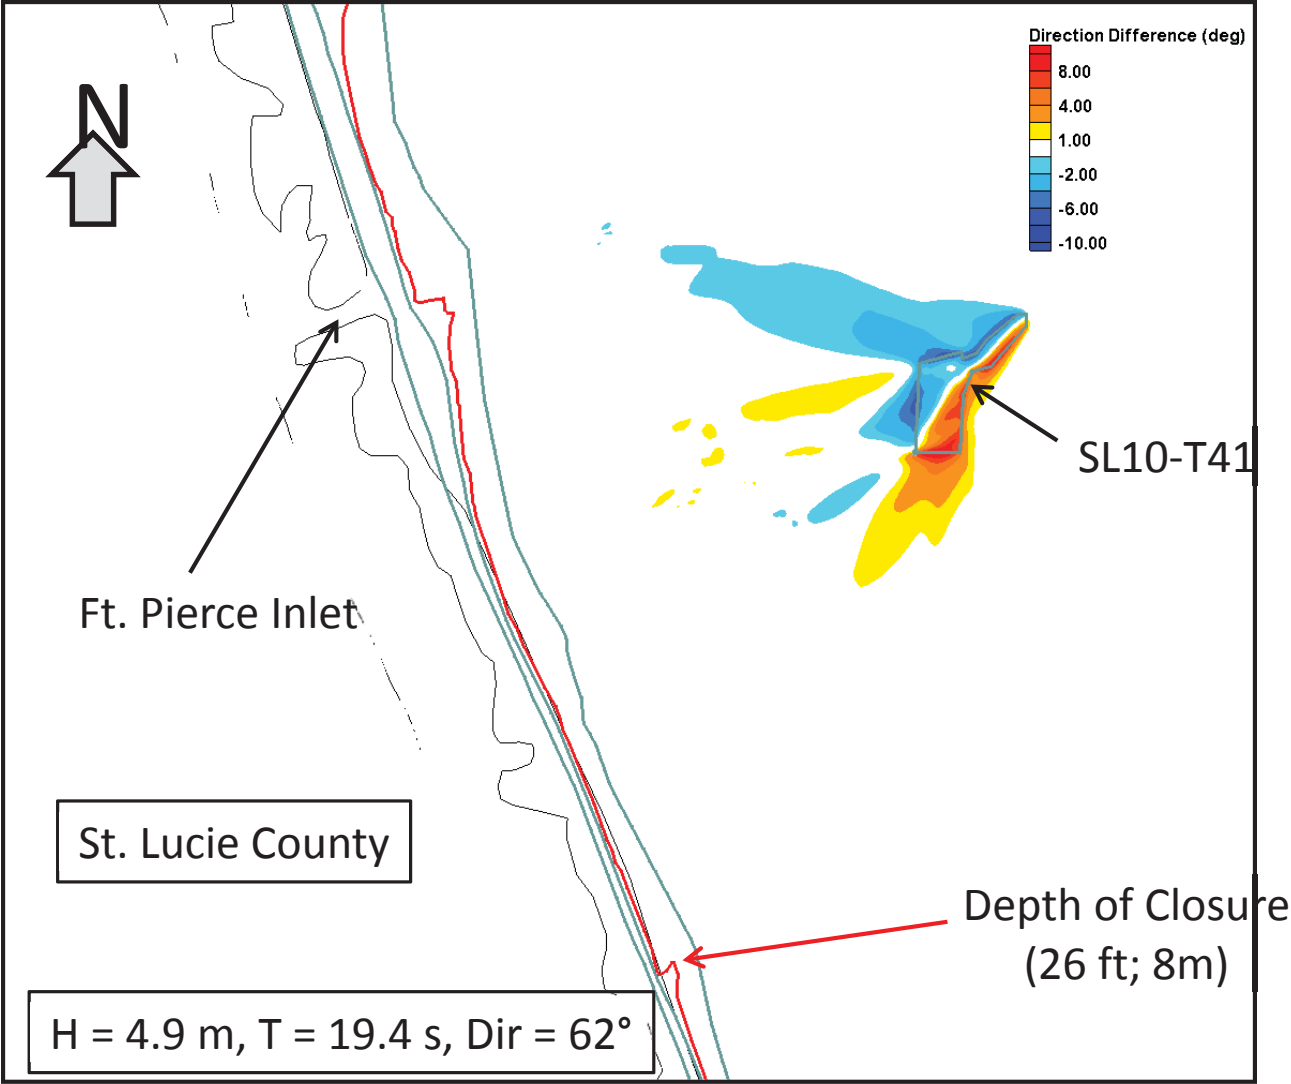 Direction Difference (deg)
8.00
4.00
1.00
-2.00
-6.00
-10.00
N
SL10-T41
Ft. Pierce Inlet
St. Lucie County
Depth of Closure
(26 ft; 8m)
H = 4.9 m, T = 19.4 s, Dir = 62°